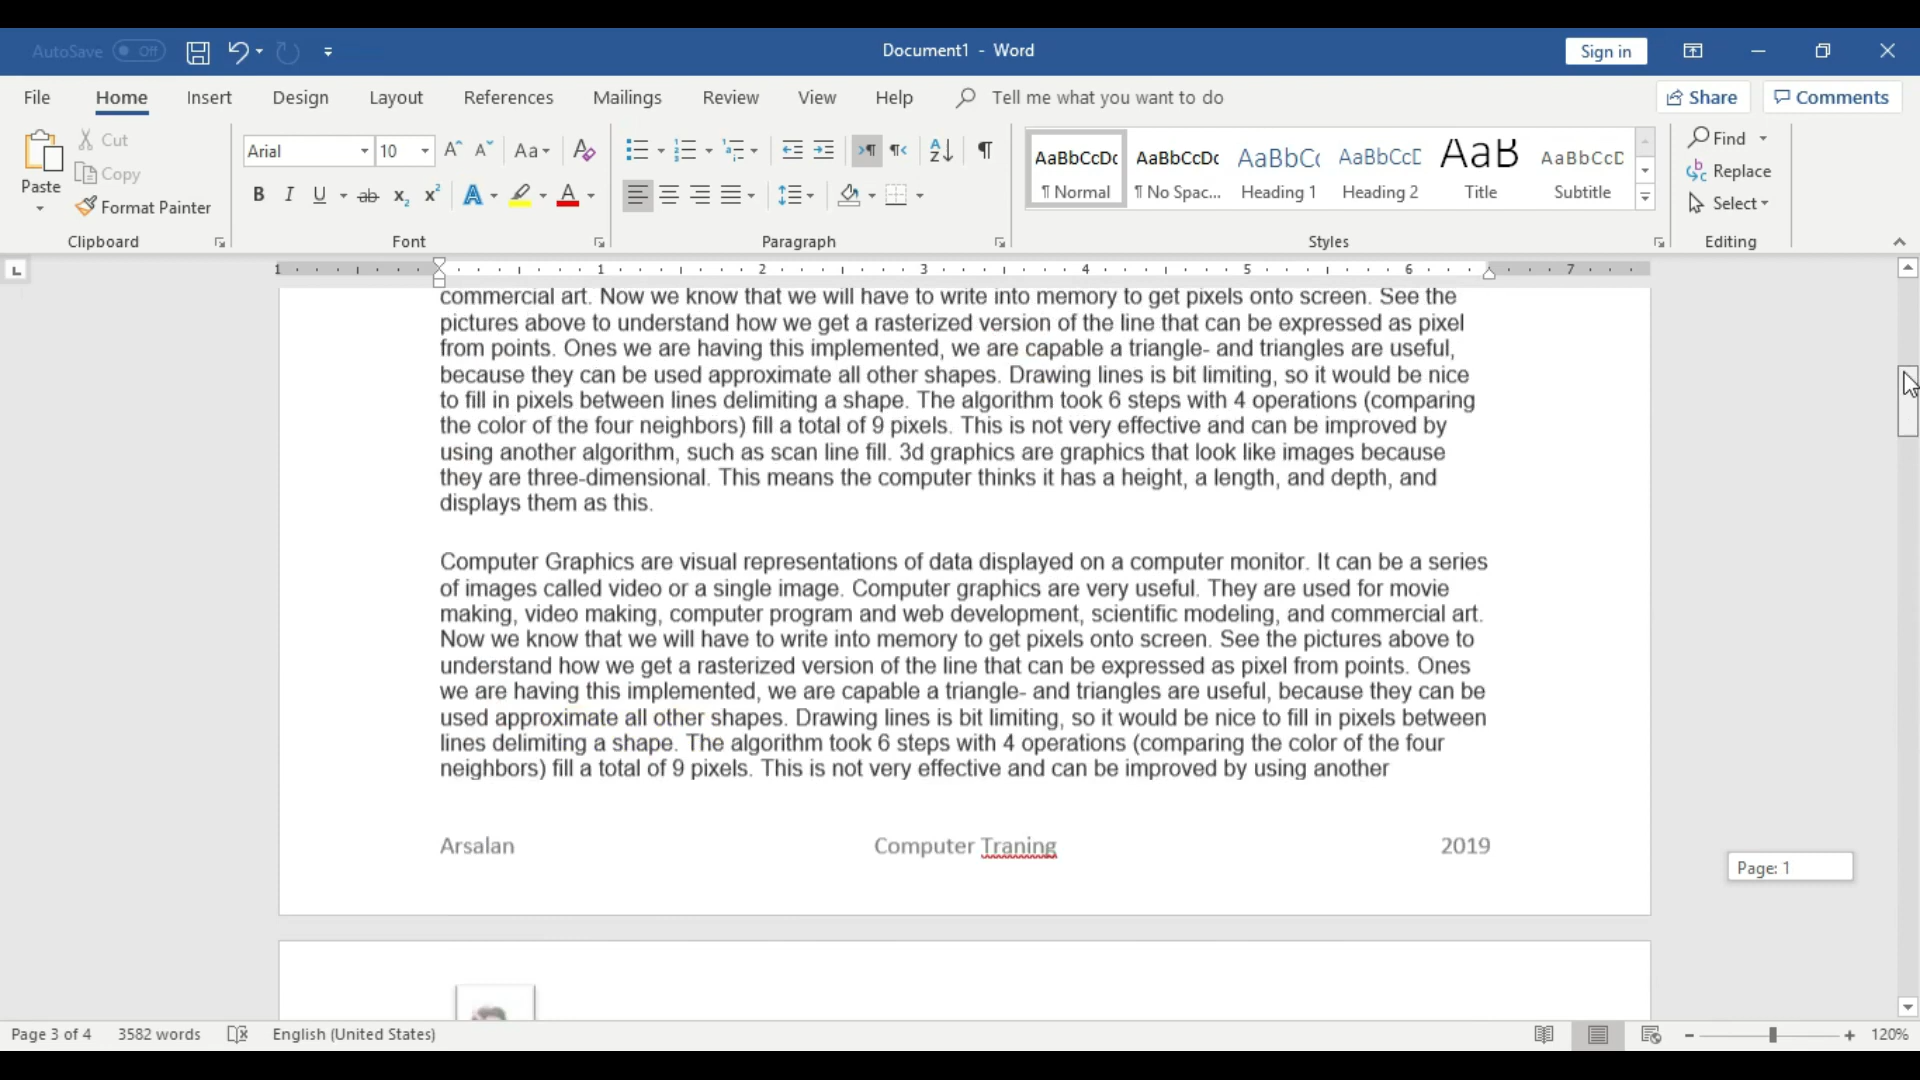 AutoSave Off
Document1 - Word
Sign in
File Home Insert Design Layout References Mailings Review View Help Tell me what you want to do
Share Comments
Paste
Cut
Copy
Format Painter
Clipboard
Arial 10
Aa
B I U ab x₂ x² A A
Font
Paragraph
AaBbCcDc AaBbCcDc AaBbC AaBbCcD AaB AaBbCcD
¶ Normal ¶ No Spac... Heading 1 Heading 2 Title Subtitle
Styles
Find
Replace
Select
Editing
1 1 2 3 4 5 6 7
commercial art. Now we know that we will have to write into memory to get pixels onto screen. See the
pictures above to understand how we get a rasterized version of the line that can be expressed as pixel
from points. Ones we are having this implemented, we are capable a triangle- and triangles are useful,
because they can be used approximate all other shapes. Drawing lines is bit limiting, so it would be nice
to fill in pixels between lines delimiting a shape. The algorithm took 6 steps with 4 operations (comparing
the color of the four neighbors) fill a total of 9 pixels. This is not very effective and can be improved by
using another algorithm, such as scan line fill. 3d graphics are graphics that look like images because
they are three-dimensional. This means the computer thinks it has a height, a length, and depth, and
displays them as this.
Computer Graphics are visual representations of data displayed on a computer monitor. It can be a series
of images called video or a single image. Computer graphics are very useful. They are used for movie
making, video making, computer program and web development, scientific modeling, and commercial art.
Now we know that we will have to write into memory to get pixels onto screen. See the pictures above to
understand how we get a rasterized version of the line that can be expressed as pixel from points. Ones
we are having this implemented, we are capable a triangle- and triangles are useful, because they can be
used approximate all other shapes. Drawing lines is bit limiting, so it would be nice to fill in pixels between
lines delimiting a shape. The algorithm took 6 steps with 4 operations (comparing the color of the four
neighbors) fill a total of 9 pixels. This is not very effective and can be improved by using another
Arsalan Computer Traning 2019
Page: 1
Page 3 of 4 3582 words English (United States) 120%